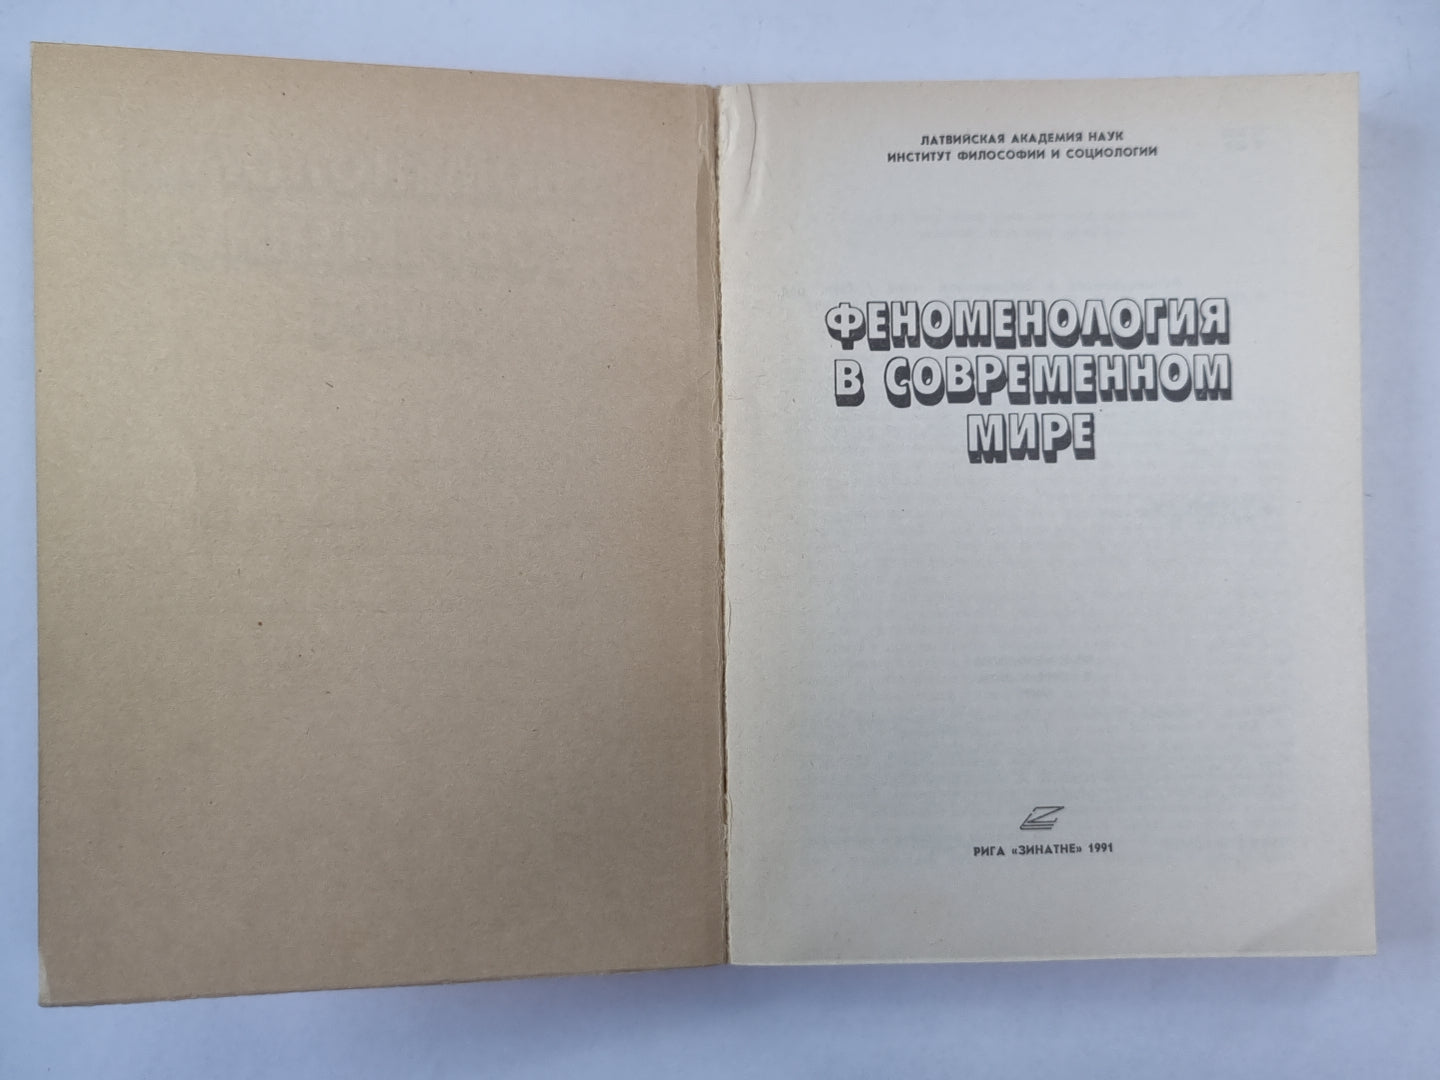 ЛАТВИЙСКАЯ АКАДЕМИЯ НАУК
ИНСТИТУТ ФИЛОСОФИИ И СОЦИОЛОГИИ
ФЕНОМЕНОЛОГИЯ
В СОВРЕМЕННОМ
МИРЕ
РИГА «ЗИНАТНЕ» 1991